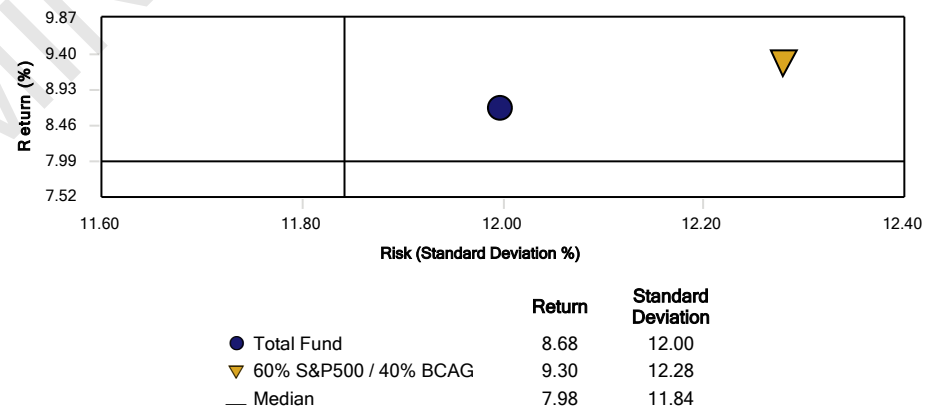 9.87
9.40
8.93
8.46
7.99
7.52
Return (%)
11.60 11.80 12.00 12.20 12.40
Risk (Standard Deviation %)
Return Standard Deviation
Total Fund 8.68 12.00
60% S&P500 / 40% BCAG 9.30 12.28
Median 7.98 11.84